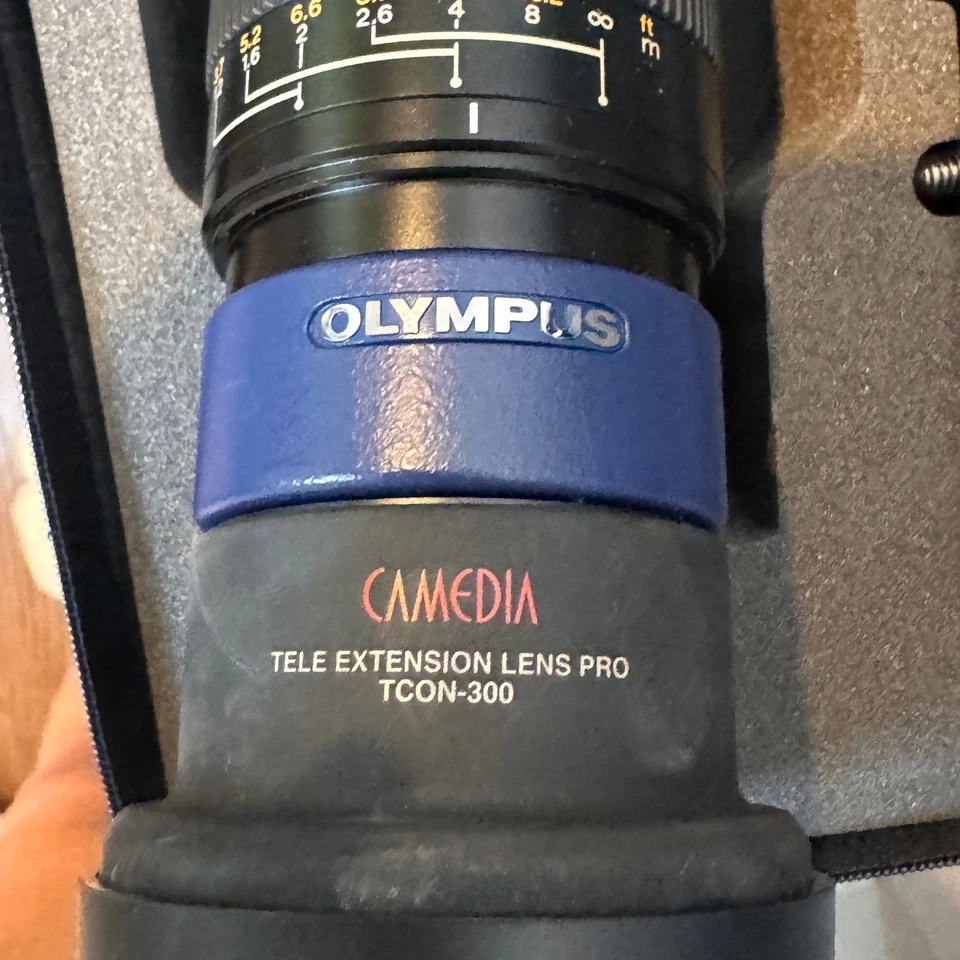 6.6 ft
5.2 1.6 2 2.6 4 8 ∞ m
OLYMPUS
CAMEDIA
TELE EXTENSION LENS PRO
TCON-300